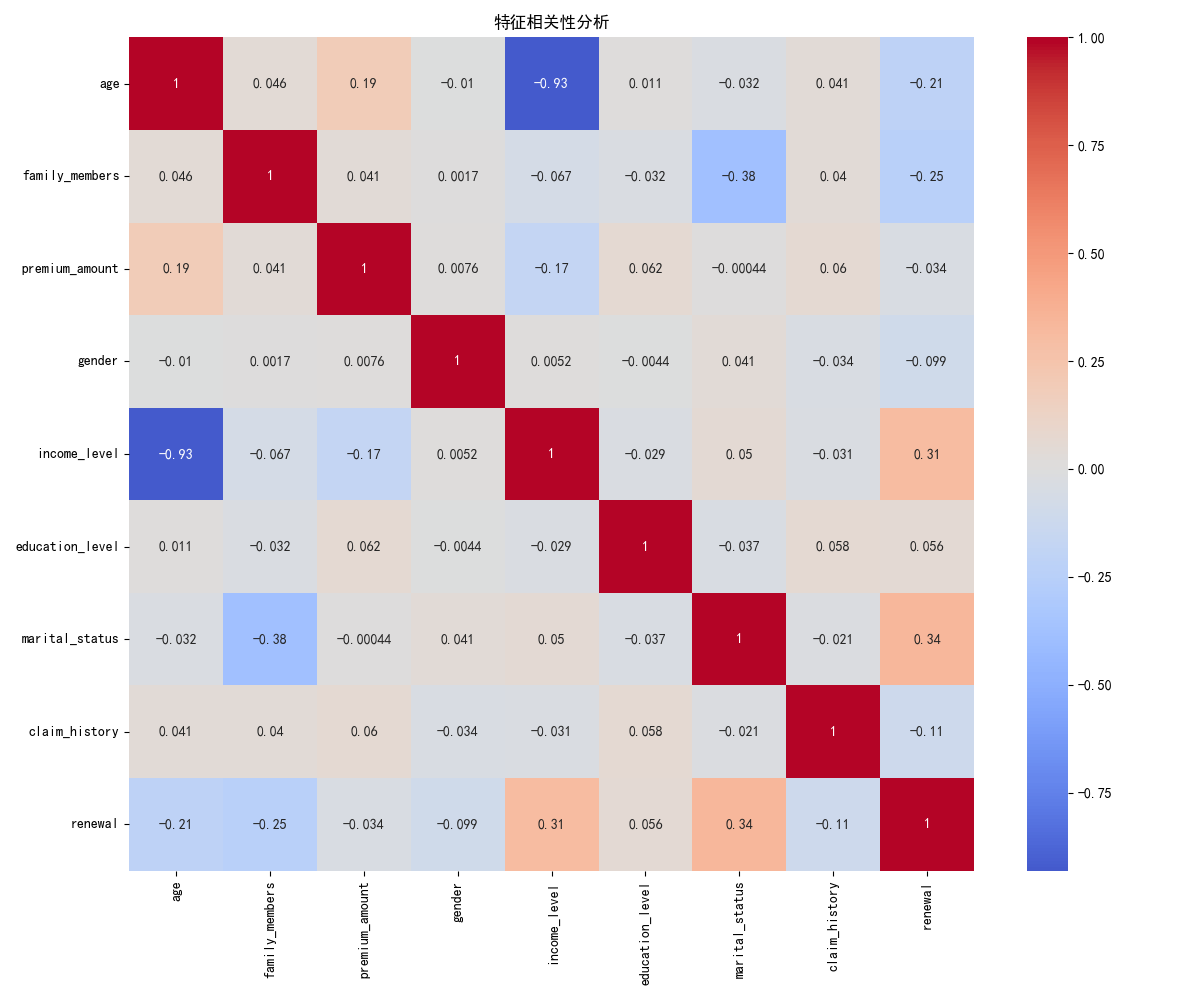 特征相关性分析
age 1 0.046 0.19 -0.01 -0.93 0.011 -0.032 0.041 -0.21
family_members 0.046 1 0.041 0.0017 -0.067 -0.032 -0.38 0.04 -0.25
premium_amount 0.19 0.041 1 0.0076 -0.17 0.062 -0.00044 0.06 -0.034
gender -0.01 0.0017 0.0076 1 0.0052 -0.0044 0.041 -0.034 -0.099
income_level -0.93 -0.067 -0.17 0.0052 1 -0.029 0.05 -0.031 0.31
education_level 0.011 -0.032 0.062 -0.0044 -0.029 1 -0.037 0.058 0.056
marital_status -0.032 -0.38 -0.00044 0.041 0.05 -0.037 1 -0.021 0.34
claim_history 0.041 0.04 0.06 -0.034 -0.031 0.058 -0.021 1 -0.11
renewal -0.21 -0.25 -0.034 -0.099 0.31 0.056 0.34 -0.11 1
age
family_members
premium_amount
gender
income_level
education_level
marital_status
claim_history
renewal
1.00
0.75
0.50
0.25
0.00
-0.25
-0.50
-0.75